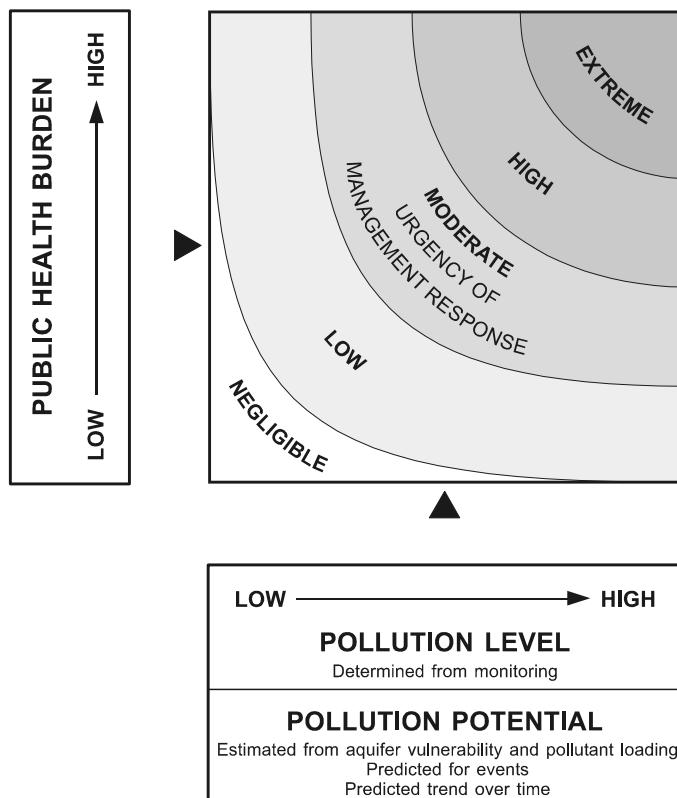 PUBLIC HEALTH BURDEN
LOW
HIGH
EXTREME
HIGH
MODERATE
URGENCY OF
MANAGEMENT RESPONSE
LOW
NEGLIGIBLE
LOW
HIGH
POLLUTION LEVEL
Determined from monitoring
POLLUTION POTENTIAL
Estimated from aquifer vulnerability and pollutant loading
Predicted for events
Predicted trend over time